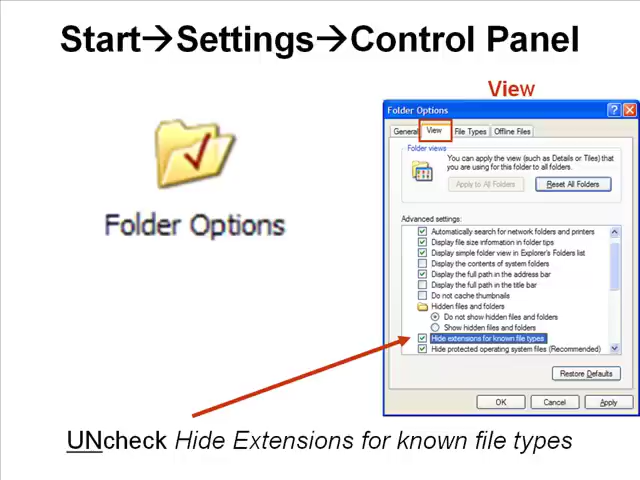 Start→Settings→Control Panel
View
Folder Options
Folder Options
General View File Types Offline Files
Folder views
You can apply the view (such as Details or Tiles) that
you are using for this folder to all folders.
Apply to All Folders Reset All Folders
Advanced settings:
Automatically search for network folders and printers
Display file size information in folder tips
Display simple folder view in Explorer's Folders list
Display the contents of system folders
Display the full path in the address bar
Display the full path in the title bar
Do not cache thumbnails
Hidden files and folders
Do not show hidden files and folders
Show hidden files and folders
Hide extensions for known file types
Hide protected operating system files (Recommended)
Restore Defaults
OK Cancel Apply
UNcheck Hide Extensions for known file types